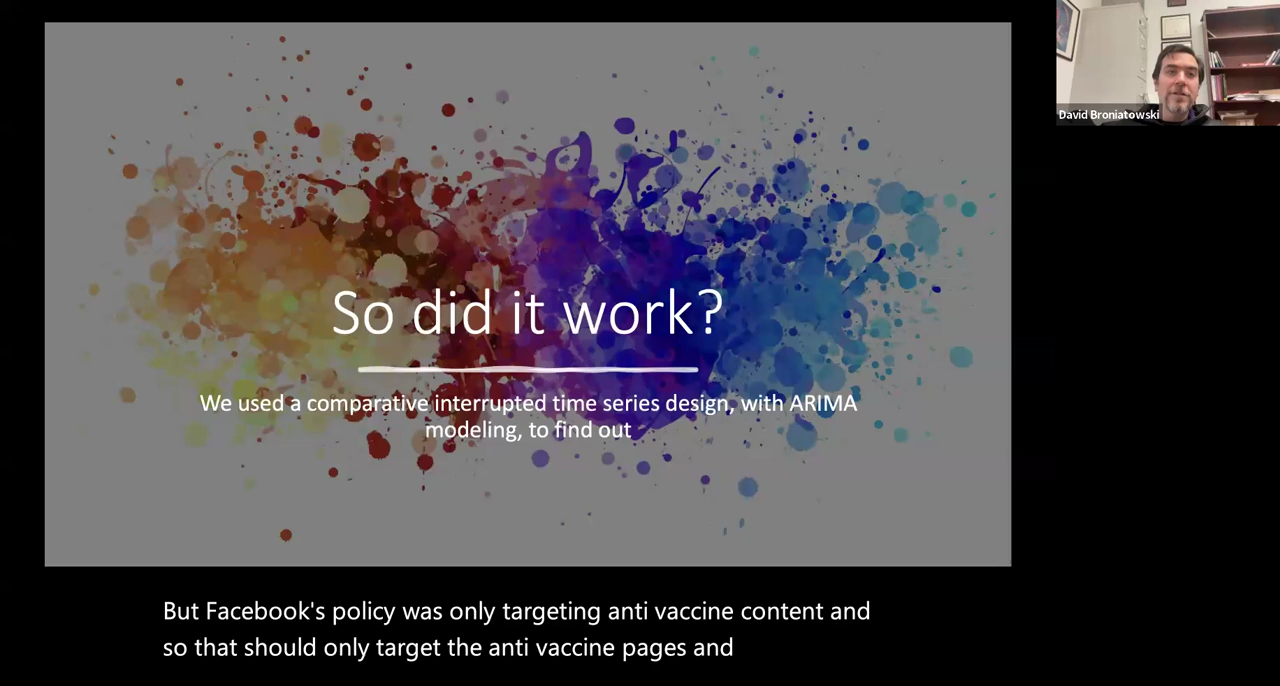 David Broniatowski
So did it work?
We used a comparative interrupted time series design, with ARIMA
modeling, to find out
But Facebook's policy was only targeting anti vaccine content and
so that should only target the anti vaccine pages and